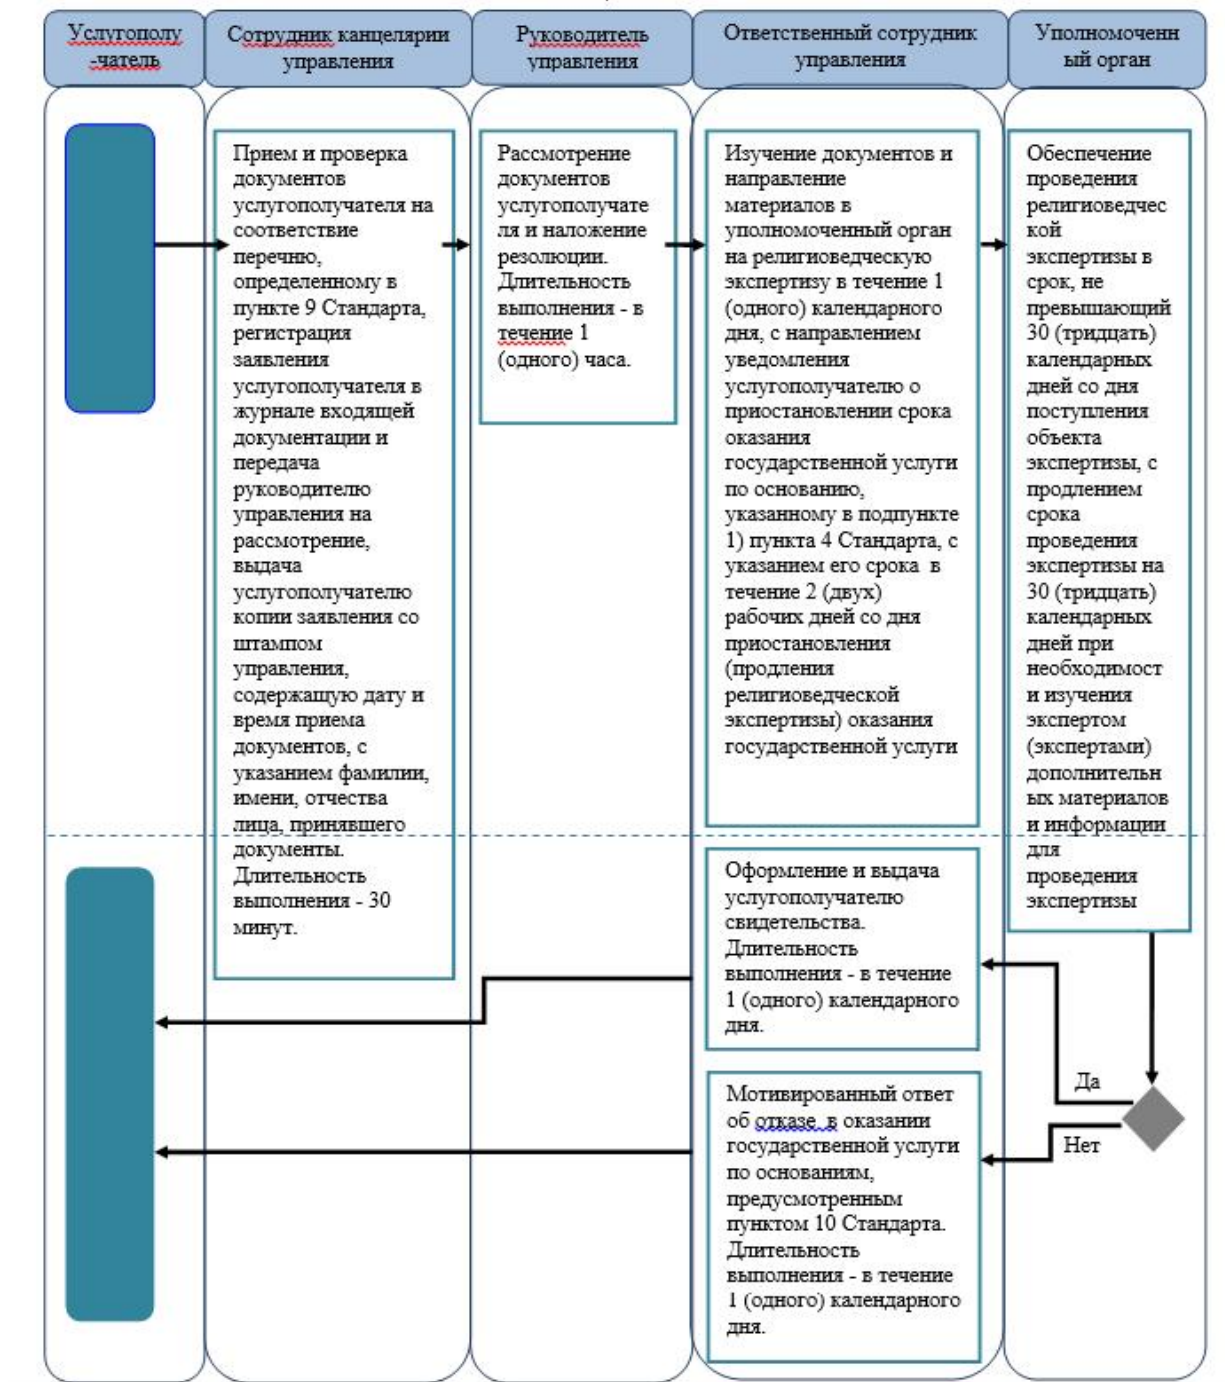 Услугополу
-чатель
Сотрудник канцелярии
управления
Руководитель
управления
Ответственный сотрудник
управления
Уполномоченн
ый орган
Прием и проверка
документов
услугополучателя на
соответствие
перечню,
определенному в
пункте 9 Стандарта,
регистрация
заявления
услугополучателя в
журнале входящей
документации и
передача
руководителю
управления на
рассмотрение,
выдача
услугополучателю
копии заявления со
штампом
управления,
содержащую дату и
время приема
документов, с
указанием фамилии,
имени, отчества
лица, принявшего
документы.
Длительность
выполнения - 30
минут.
Рассмотрение
документов
услугополучате
ля и наложение
резолюции.
Длительность
выполнения - в
течение 1
(одного) часа.
Изучение документов и
направление
материалов в
уполномоченный орган
на религиоведческую
экспертизу в течение 1
(одного) календарного
дня, с направлением
уведомления
услугополучателю о
приостановлении срока
оказания
государственной услуги
по основанию,
указанному в подпункте
1) пункта 4 Стандарта, с
указанием его срока в
течение 2 (двух)
рабочих дней со дня
приостановления
(продления
религиоведческой
экспертизы) оказания
государственной услуги
Обеспечение
проведения
религиоведчес
кой
экспертизы в
срок, не
превышающий
30 (тридцать)
календарных
дней со дня
поступления
объекта
экспертизы, с
продлением
срока
проведения
экспертизы на
30 (тридцать)
календарных
дней при
необходимост
и изучения
экспертом
(экспертами)
дополнительн
ых материалов
и информации
для
проведения
экспертизы
Оформление и выдача
услугополучателю
свидетельства.
Длительность
выполнения - в течение
1 (одного) календарного
дня.
Да
Нет
Мотивированный ответ
об отказе в оказании
государственной услуги
по основаниям,
предусмотренным
пунктом 10 Стандарта.
Длительность
выполнения - в течение
1 (одного) календарного
дня.